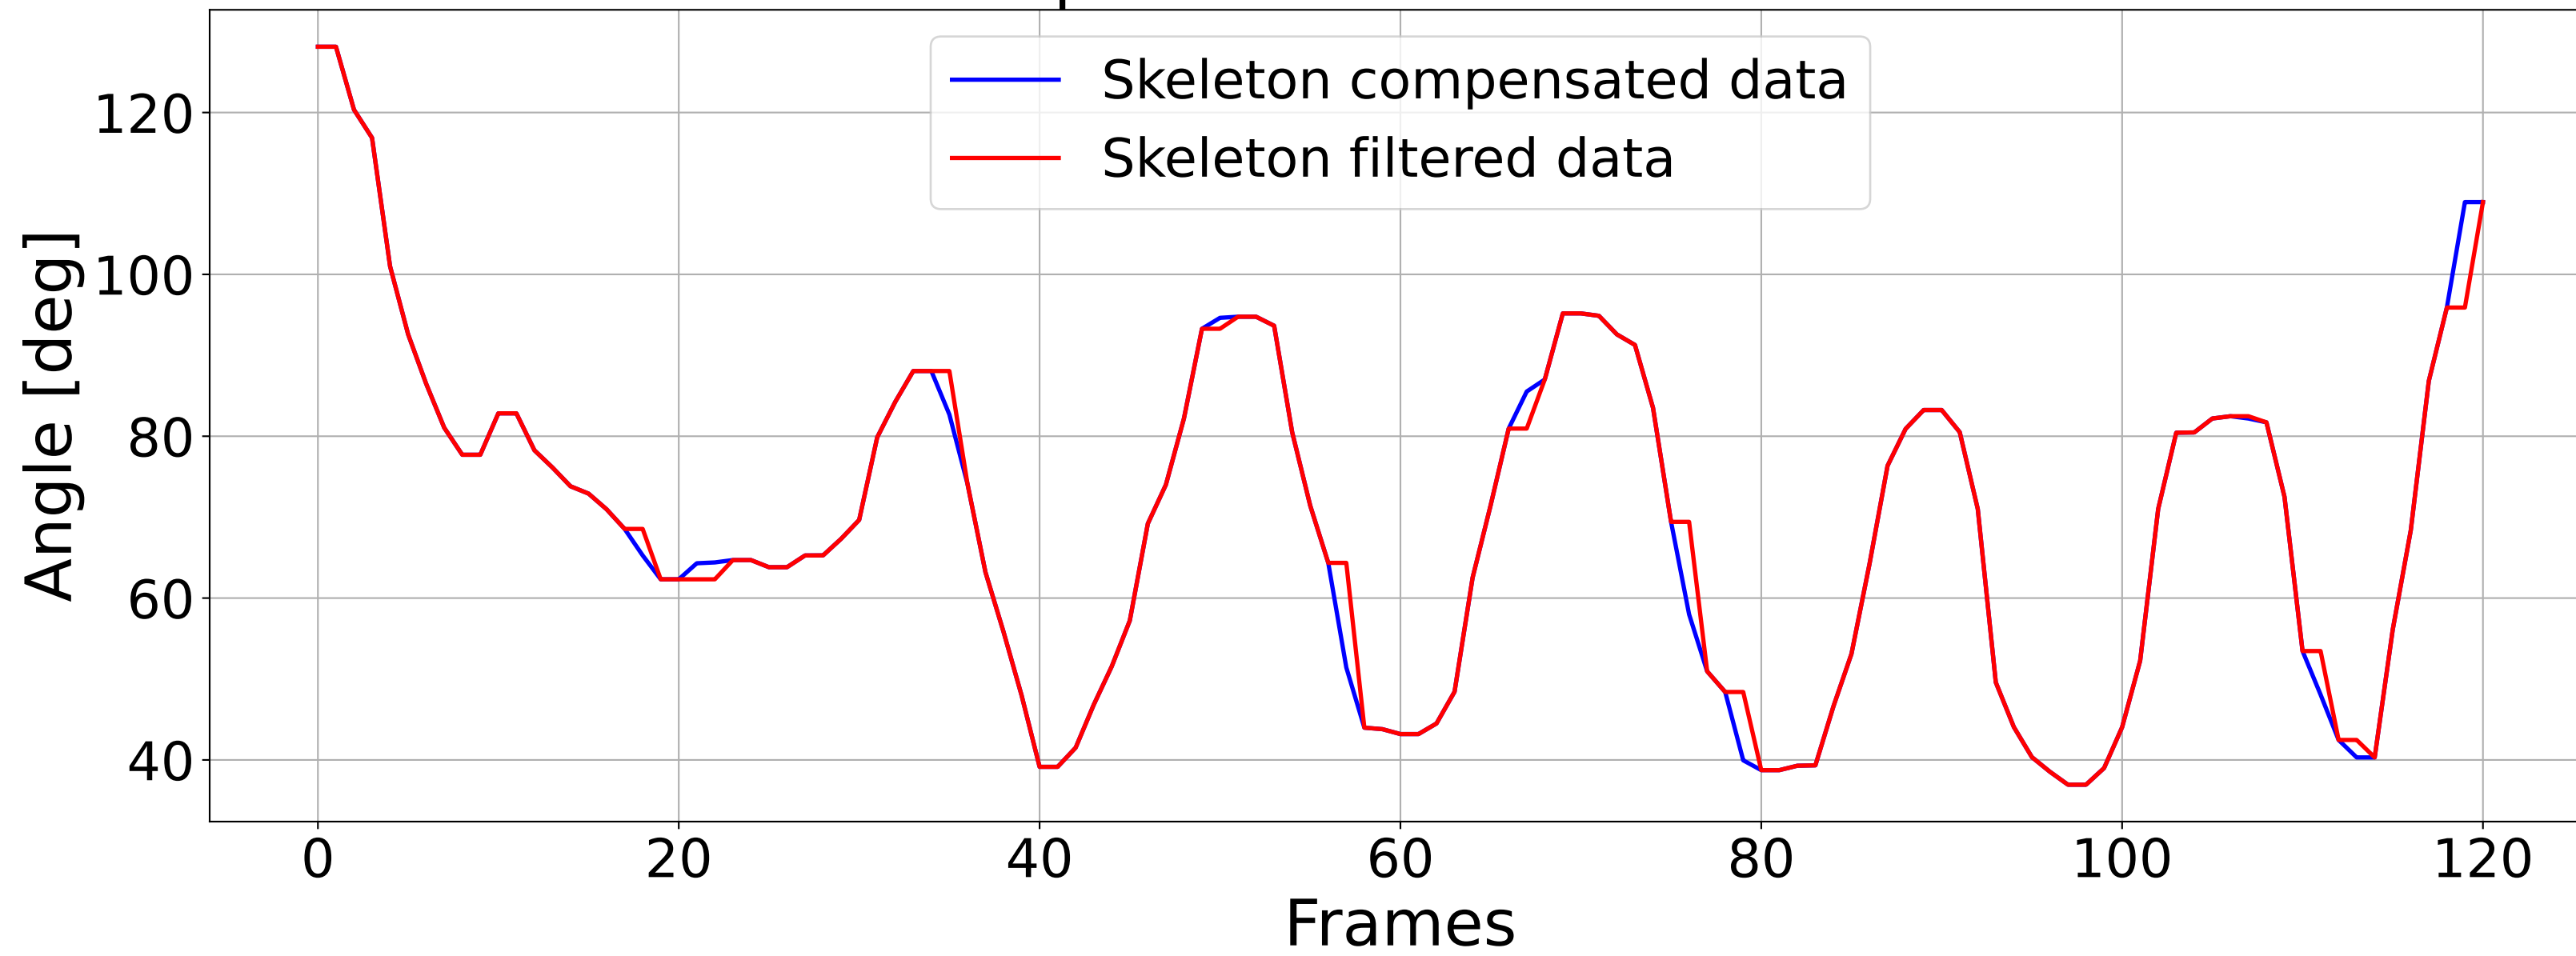 Skeleton compensated data
Skeleton filtered data
Angle [deg]
120
100
80
60
40
0 20 40 60 80 100 120
Frames